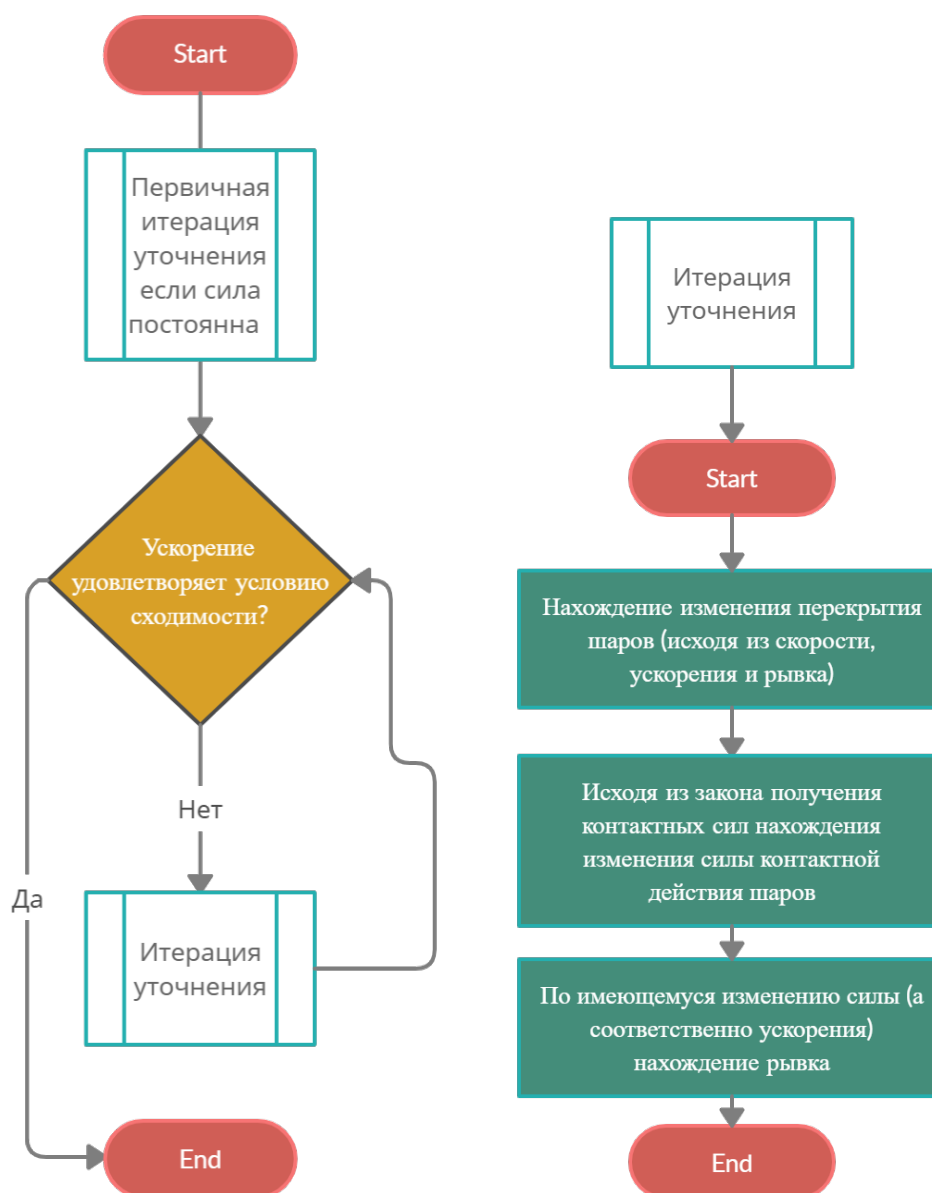 Start
Первичная
итерация
уточнения
если сила
постоянна
Ускорение
удовлетворяет условию
сходимости?
Нет
Да
Итерация
уточнения
End
Итерация
уточнения
Start
Нахождение изменения перекрытия
шаров (исходя из скорости,
ускорения и рывка)
Исходя из закона получения
контактных сил нахождения
изменения силы контактной
действия шаров
По имеющемуся изменению силы (а
соответственно ускорения)
нахождение рывка
End